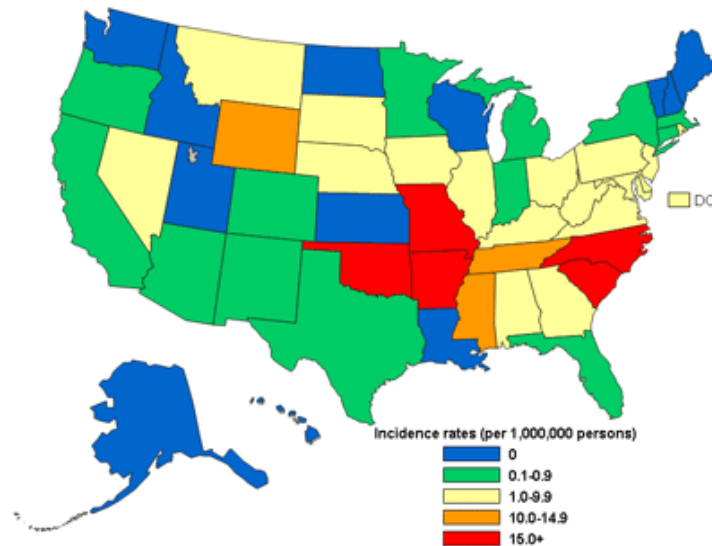 DC
Incidence rates (per 1,000,000 persons)
0
0.1-0.9
1.0-9.9
10.0-14.9
15.0+